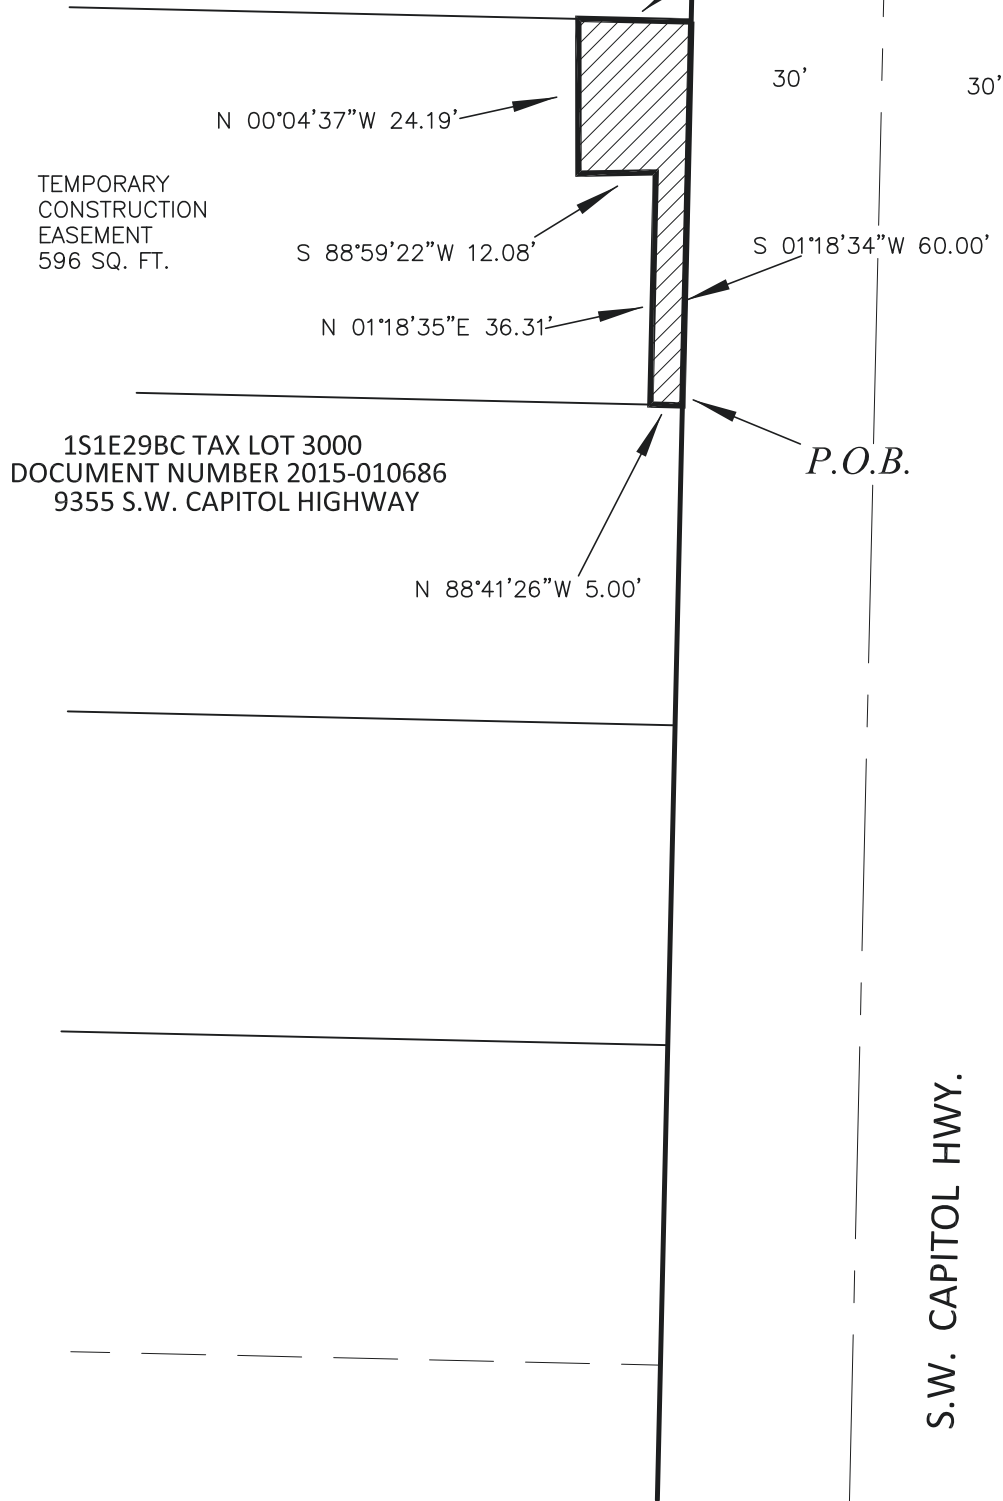 30’
30’
N 00°04’37”W 24.19’
TEMPORARY
CONSTRUCTION
EASEMENT
596 SQ. FT.
S 88°59’22”W 12.08’
S 01°18’34”W 60.00’
N 01°18’35”E 36.31’
1S1E29BC TAX LOT 3000
DOCUMENT NUMBER 2015-010686
9355 S.W. CAPITOL HIGHWAY
P.O.B.
N 88°41’26”W 5.00’
S.W. CAPITOL HWY.